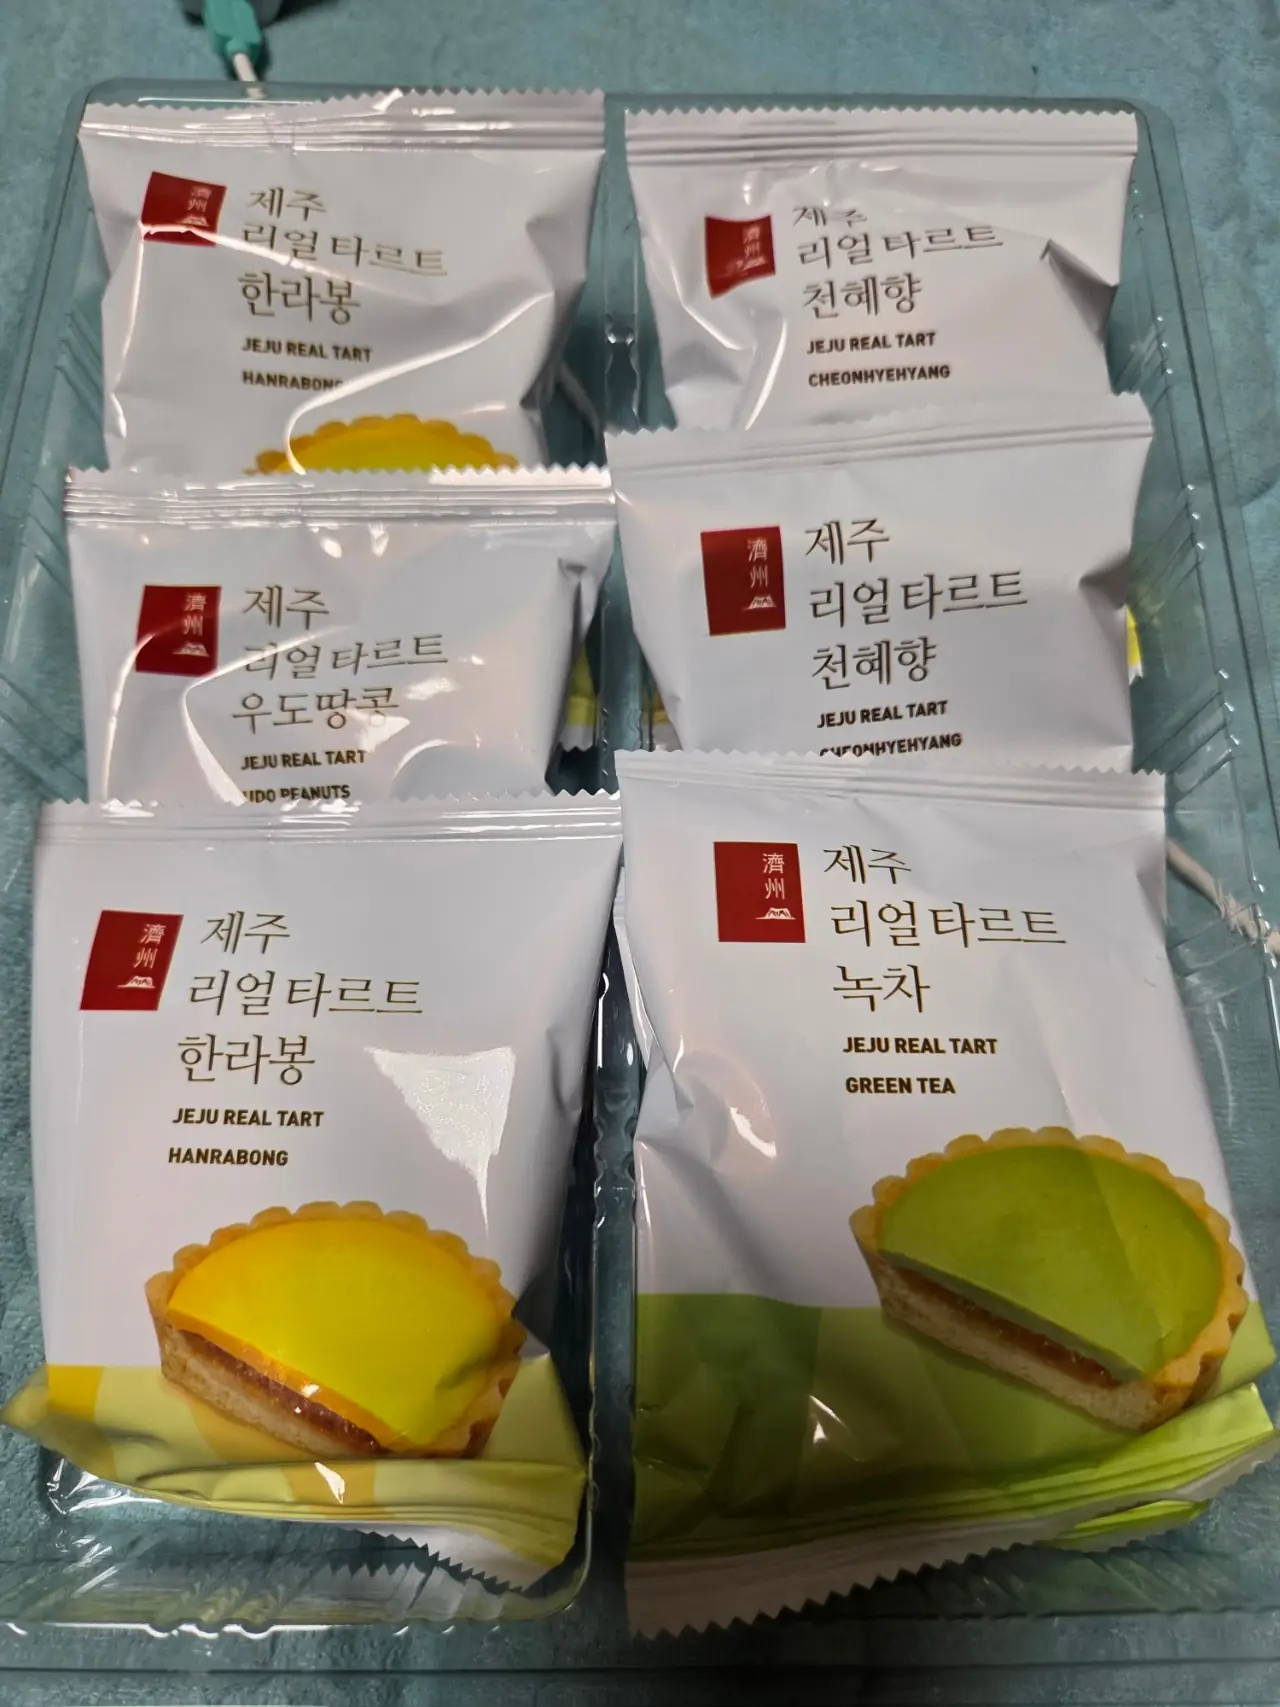 濟
州
제주
리얼 타르트
한라봉
JEJU REAL TART
HANRABONG
濟
州
제주
리얼 타르트
천혜향
JEJU REAL TART
CHEONHYEHYANG
濟
州
제주
리얼 타르트
우도땅콩
JEJU REAL TART
UDO PEANUTS
濟
州
제주
리얼 타르트
천혜향
JEJU REAL TART
CHEONHYEHYANG
濟
州
제주
리얼 타르트
한라봉
JEJU REAL TART
HANRABONG
濟
州
제주
리얼 타르트
녹차
JEJU REAL TART
GREEN TEA